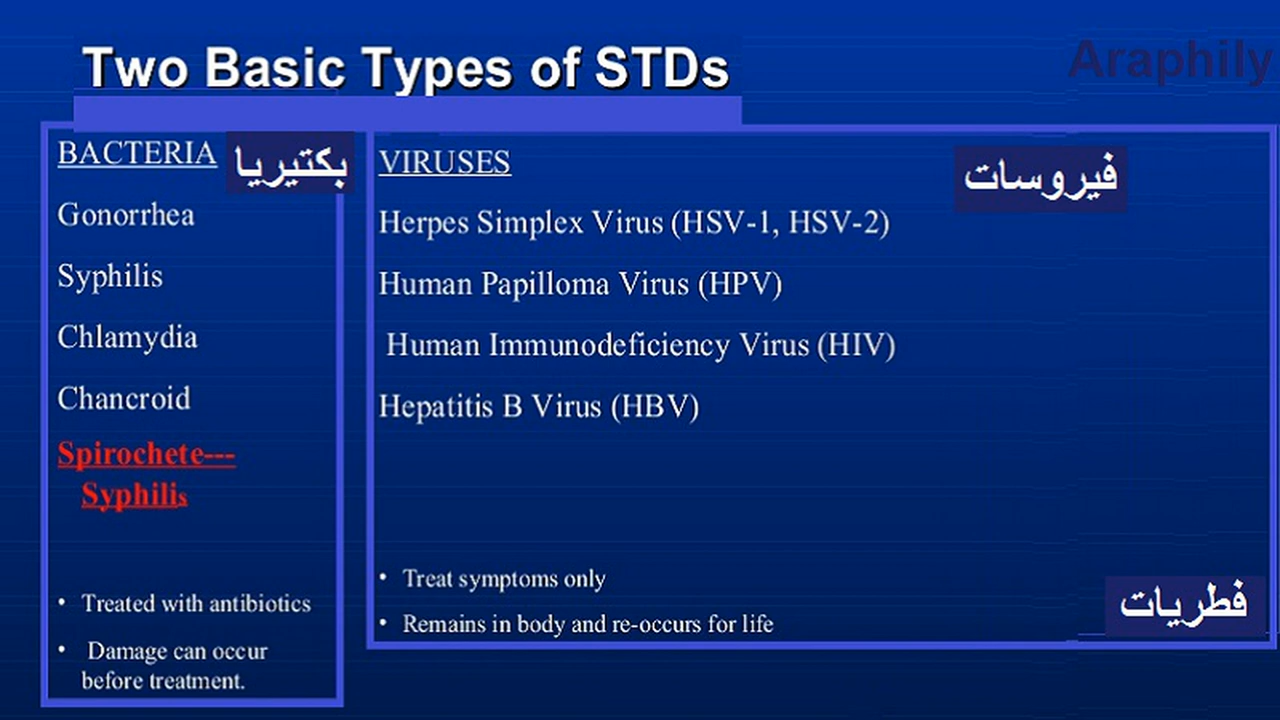 Two Basic Types of STDs
Araphily
BACTERIA
بكتيريا
Gonorrhea
Syphilis
Chlamydia
Chancroid
Spirochete---
Syphilis
• Treated with antibiotics
• Damage can occur
before treatment.
VIRUSES
فيروسات
Herpes Simplex Virus (HSV-1, HSV-2)
Human Papilloma Virus (HPV)
Human Immunodeficiency Virus (HIV)
Hepatitis B Virus (HBV)
• Treat symptoms only
• Remains in body and re-occurs for life
فطريات